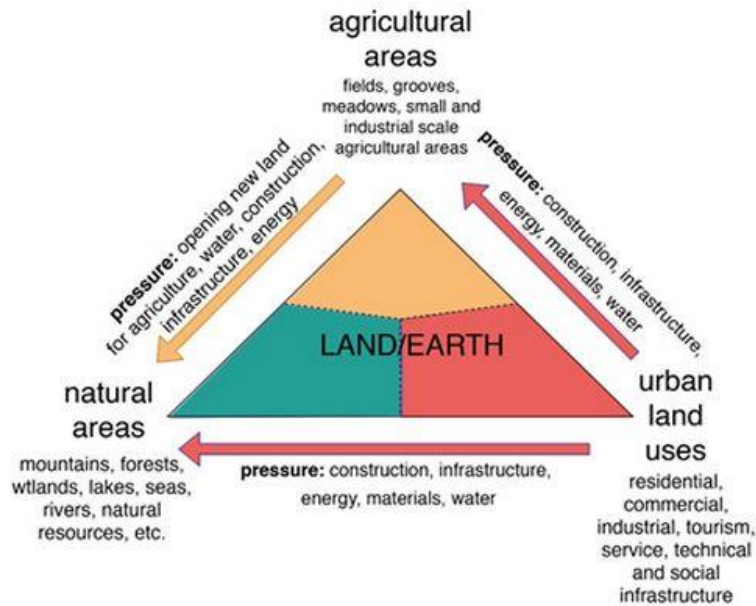 agricultural
areas
fields, grooves,
meadows, small and
industrial scale
agricultural areas
pressure: opening new land
for agriculture, water, construction,
infrastructure, energy
pressure: construction, infrastructure,
energy, materials, water
LAND/EARTH
natural
areas
mountains, forests,
wtlands, lakes, seas,
rivers, natural
resources, etc.
pressure: construction, infrastructure,
energy, materials, water
urban
land
uses
residential,
commercial,
industrial, tourism,
service, technical
and social
infrastructure